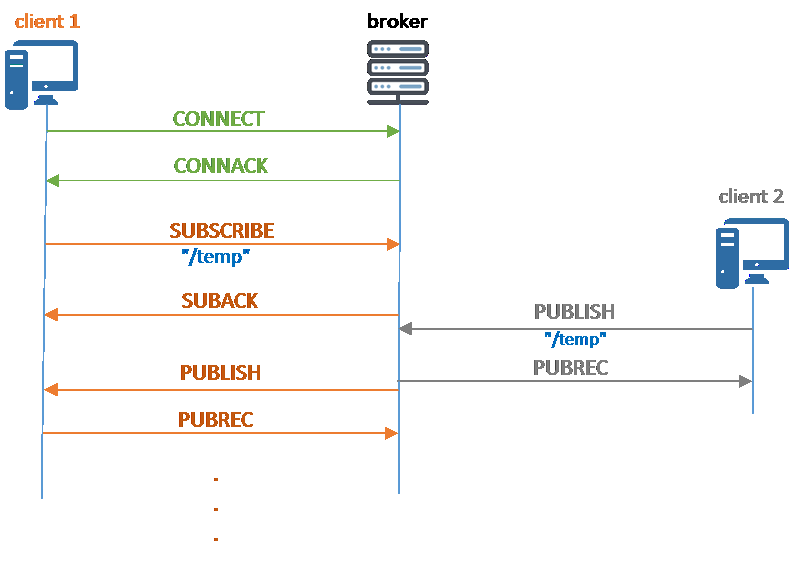 client 1
broker
CONNECT
CONNACK
client 2
SUBSCRIBE
"/temp"
SUBACK
PUBLISH
"/temp"
PUBLISH
PUBREC
PUBREC
.
.
.